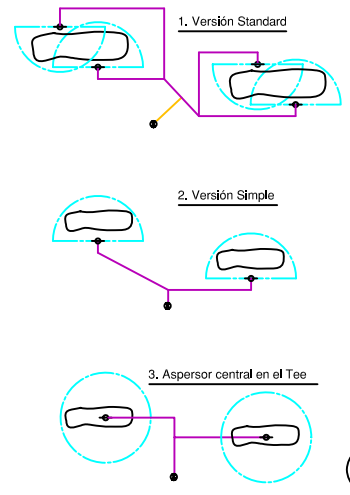 1. Versión Standard
2. Versión Simple
3. Aspersor central en el Tee